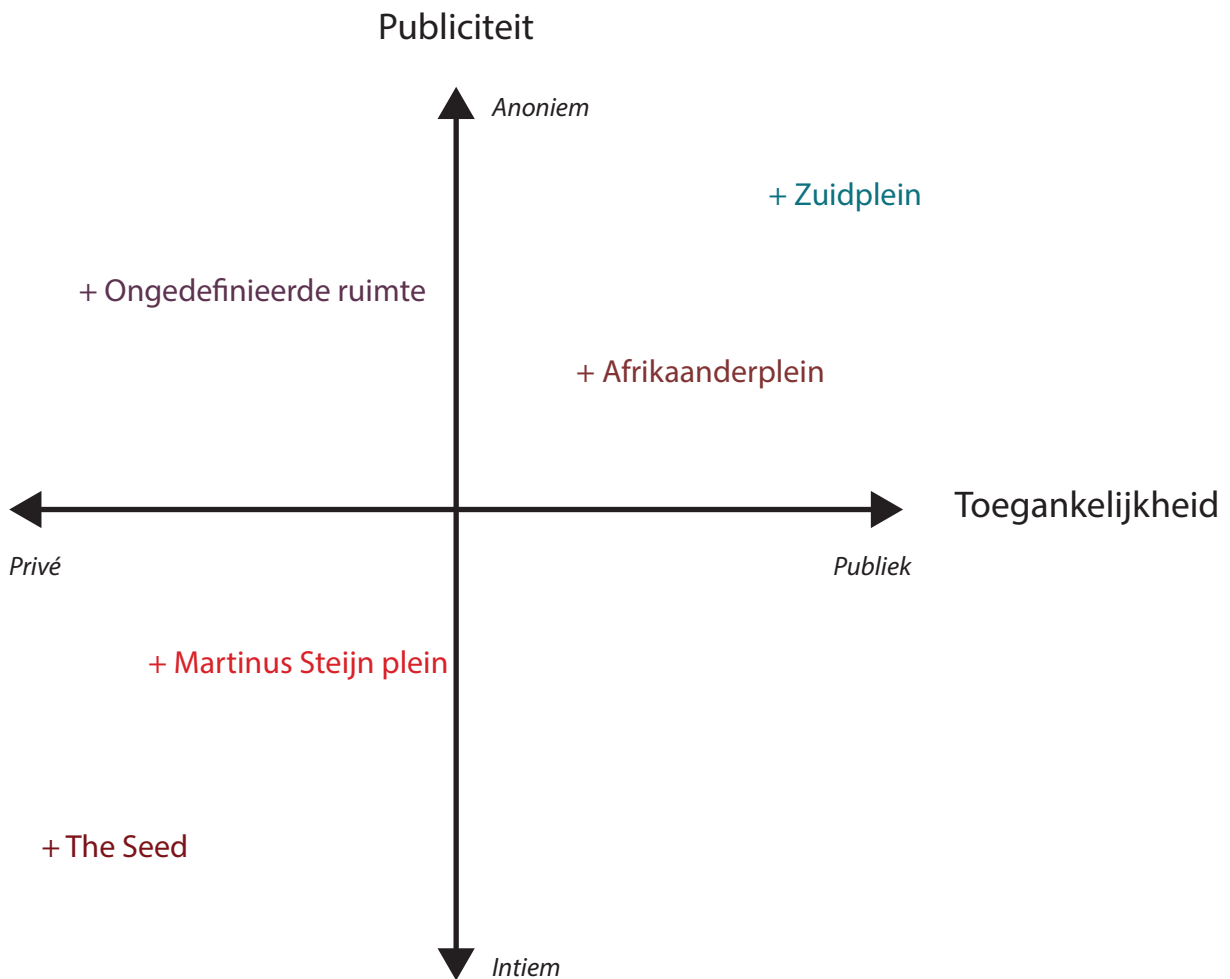 Publiciteit
Anoniem
+ Zuidplein
+ Ongedefinieerde ruimte
+ Afrikaanderplein
Toegankelijkheid
Privé
Publiek
+ Martinus Steijn plein
+ The Seed
Intiem